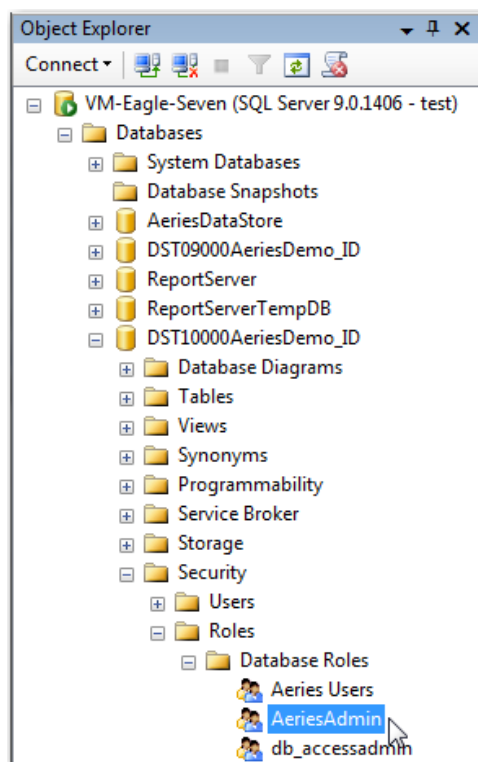 Object Explorer
Connect
VM-Eagle-Seven (SQL Server 9.0.1406 - test)
Databases
System Databases
Database Snapshots
AeriesDataStore
DST09000AeriesDemo_ID
ReportServer
ReportServerTempDB
DST10000AeriesDemo_ID
Database Diagrams
Tables
Views
Synonyms
Programmability
Service Broker
Storage
Security
Users
Roles
Database Roles
Aeries Users
AeriesAdmin
db_accessadmin